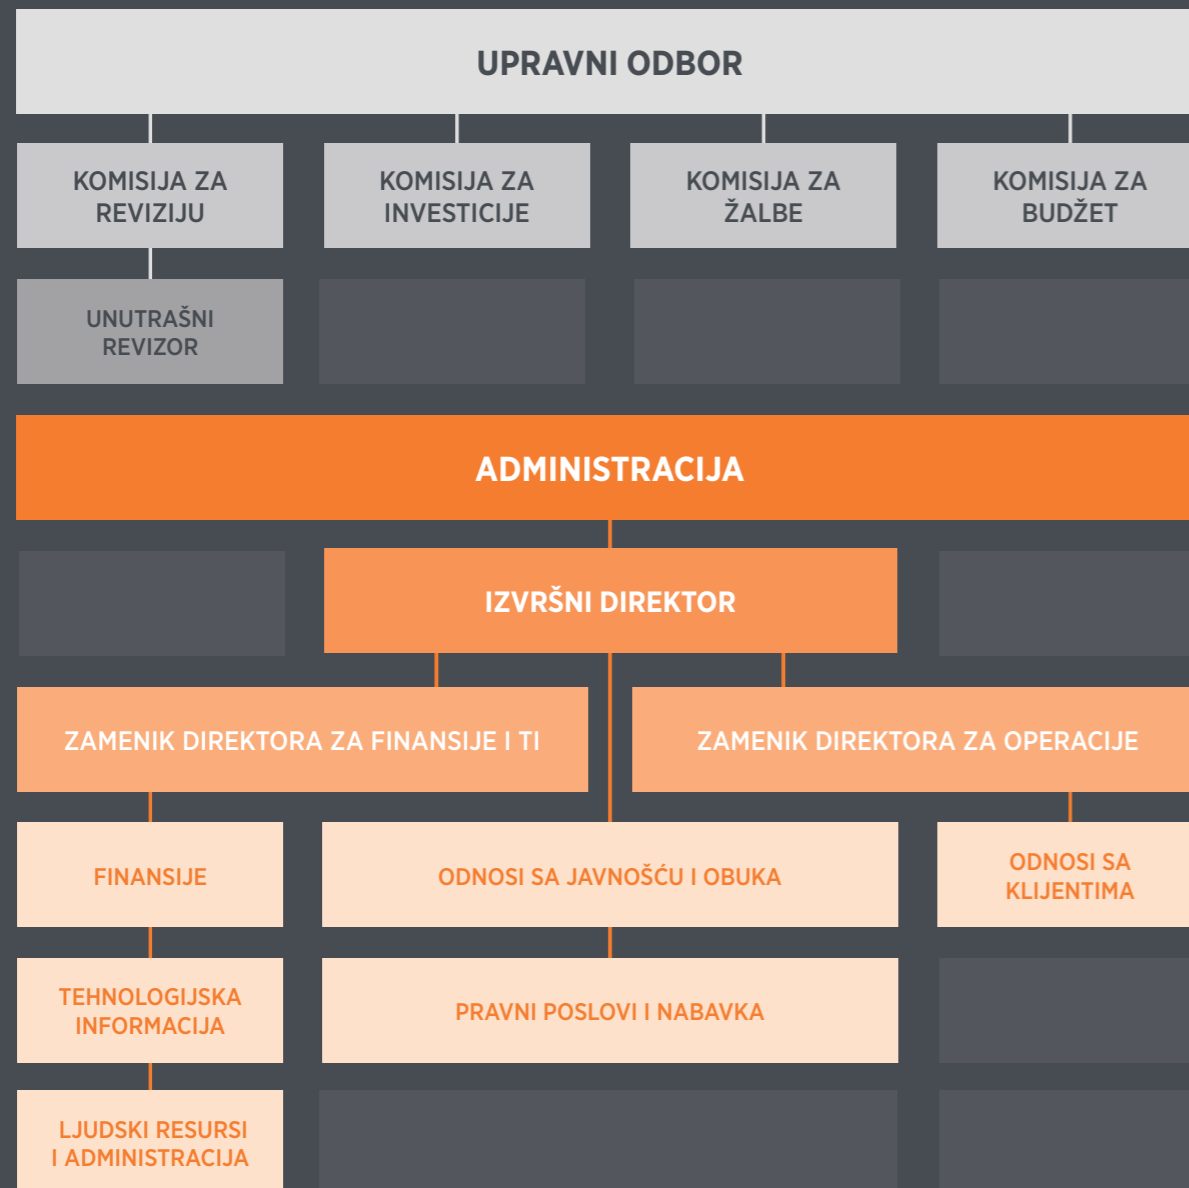 UPRAVNI ODBOR
KOMISIJA ZA
REVIZIJU
KOMISIJA ZA
INVESTICIJE
KOMISIJA ZA
ŽALBE
KOMISIJA ZA
BUDŽET
UNUTRAŠNI
REVIZOR
ADMINISTRACIJA
IZVRŠNI DIREKTOR
ZAMENIK DIREKTORA ZA FINANSIJE I TI
ZAMENIK DIREKTORA ZA OPERACIJE
FINANSIJE
ODNOSI SA JAVNOŠĆU I OBUKA
ODNOSI SA
KLIJENTIMA
TEHNOLOGIJSKA
INFORMACIJA
PRAVNI POSLOVI I NABAVKA
LJUDSKI RESURSI
I ADMINISTRACIJA